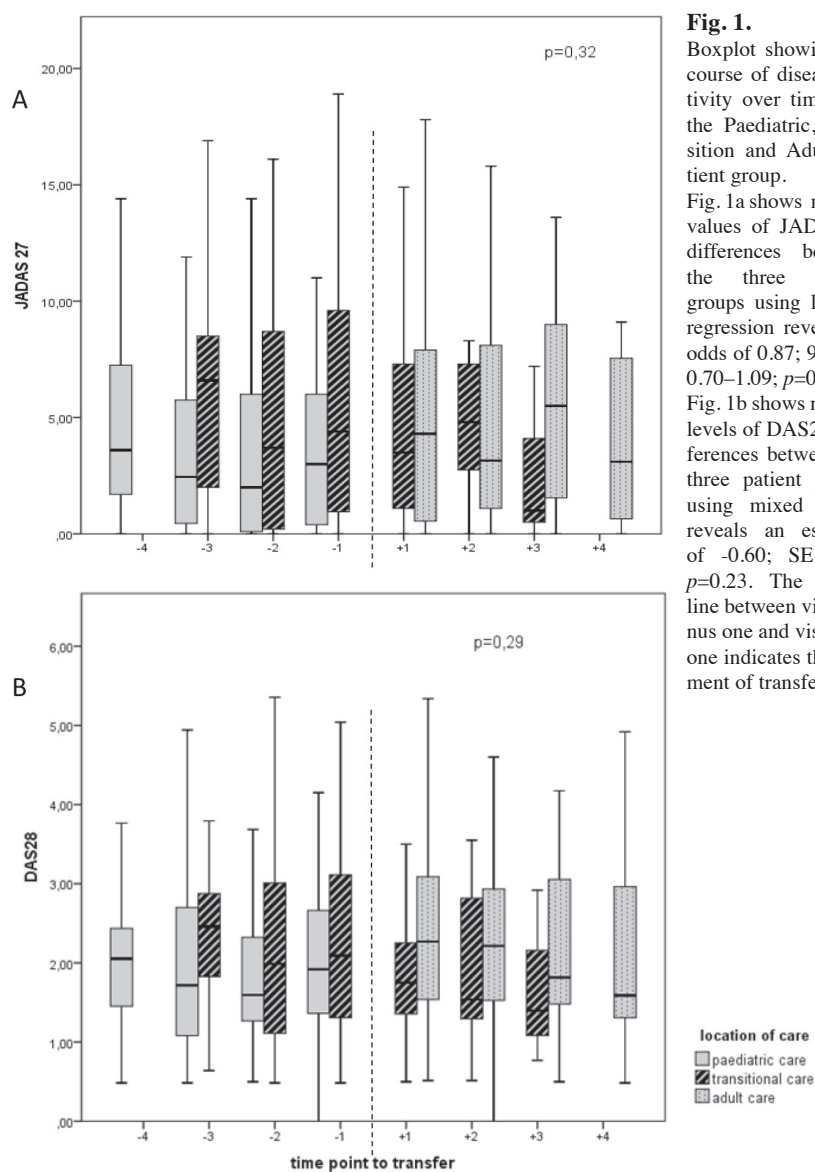 A
p=0,32
20,00
15,00
10,00
5,00
,00
JADAS 27
-4 -3 -2 -1 +1 +2 +3 +4
B
p=0,29
6,00
5,00
4,00
3,00
2,00
1,00
,00
DAS28
-4 -3 -2 -1 +1 +2 +3 +4
time point to transfer
location of care
paediatric care
transitional care
adult care
Fig. 1.
Boxplot showi
course of disea
tivity over tim
the Paediatric,
sition and Adu
tient group.
Fig. 1a shows
values of JAD
differences be
the three
groups using l
regression reve
odds of 0.87; 9
0.70–1.09; p=0
Fig. 1b shows
levels of DAS2
ferences betwe
three patient
using mixed
reveals an es
of -0.60; SE
p=0.23. The
line between vi
nus one and vis
one indicates th
ment of transfe